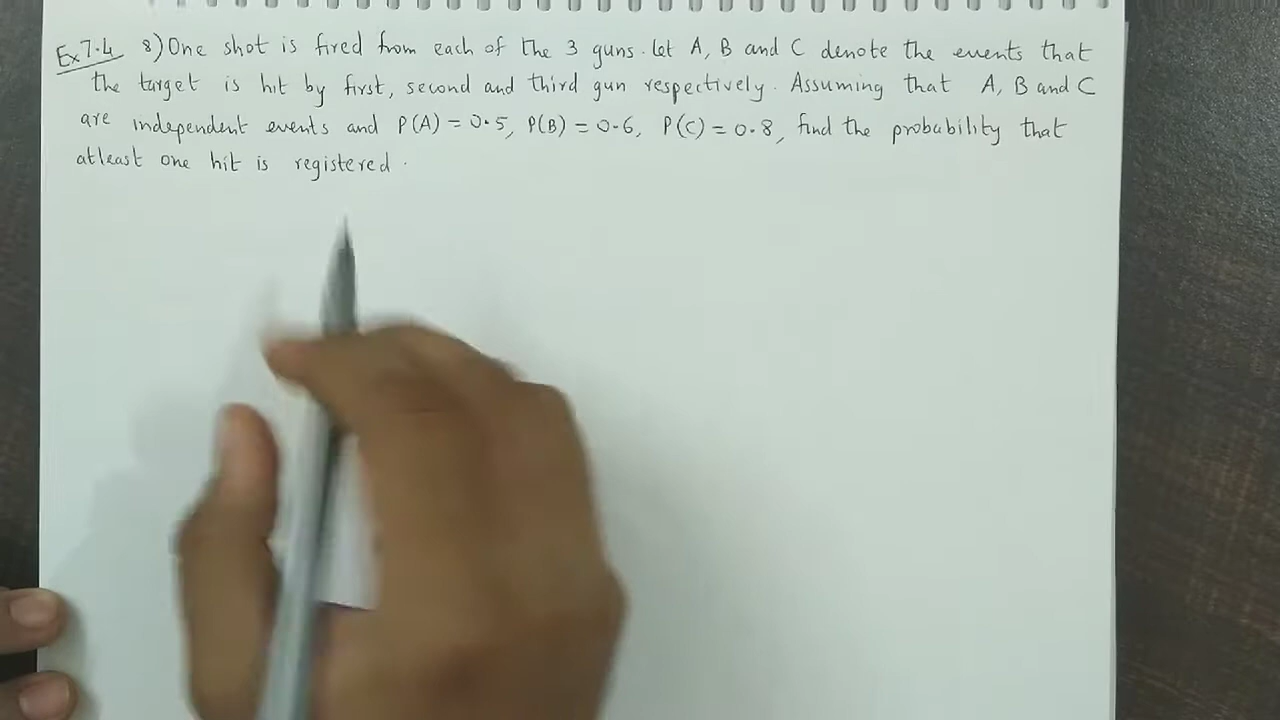 Ex 7.4 8) One shot is fired from each of the 3 guns. let A, B and C denote the events that
the target is hit by first, second and third gun respectively. Assuming that A, B and C
are independent events and P(A) = 0.5, P(B) = 0.6, P(C) = 0.8, find the probability that
atleast one hit is registered.